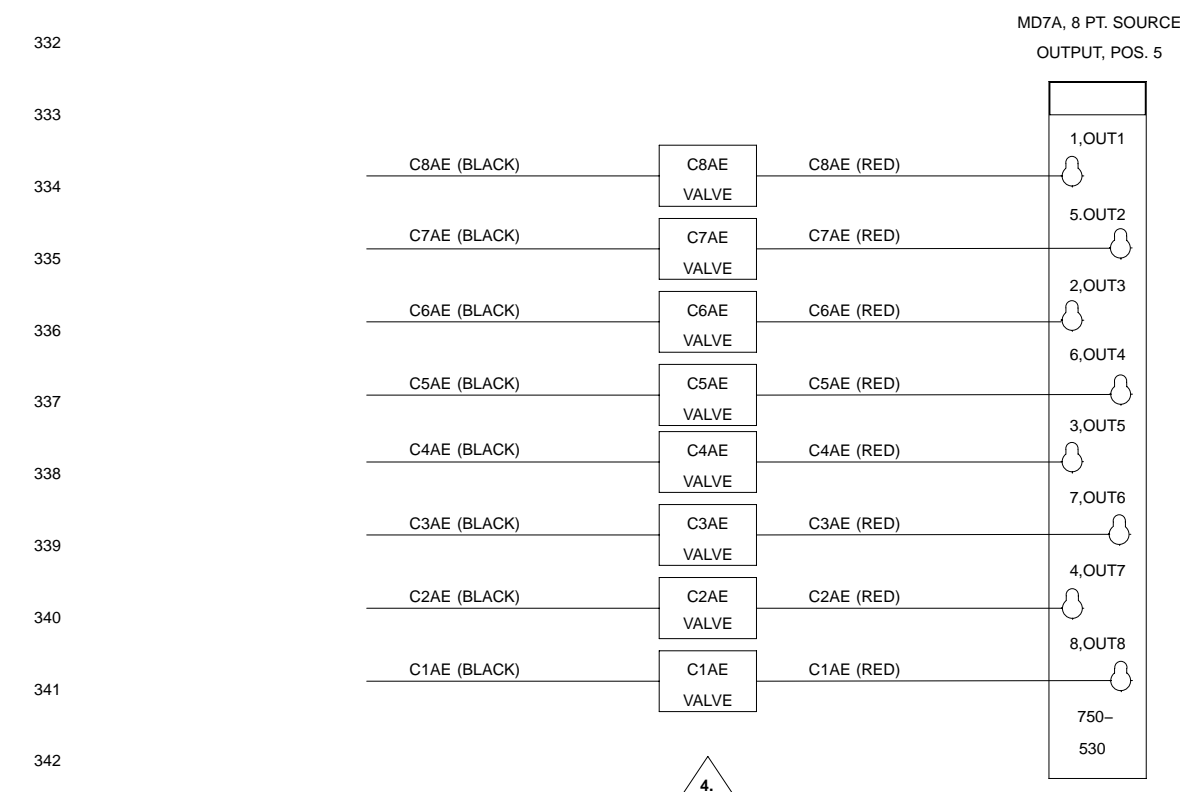 MD7A, 8 PT. SOURCE
332
OUTPUT, POS. 5
333
1,OUT1
C8AE (BLACK)
C8AE
VALVE
C8AE (RED)
334
5.OUT2
C7AE (BLACK)
C7AE
VALVE
C7AE (RED)
335
2,OUT3
C6AE (BLACK)
C6AE
VALVE
C6AE (RED)
336
6,OUT4
C5AE (BLACK)
C5AE
VALVE
C5AE (RED)
337
3,OUT5
C4AE (BLACK)
C4AE
VALVE
C4AE (RED)
338
7,OUT6
C3AE (BLACK)
C3AE
VALVE
C3AE (RED)
339
4,OUT7
C2AE (BLACK)
C2AE
VALVE
C2AE (RED)
340
8,OUT8
C1AE (BLACK)
C1AE
VALVE
C1AE (RED)
341
750–
530
342
4.